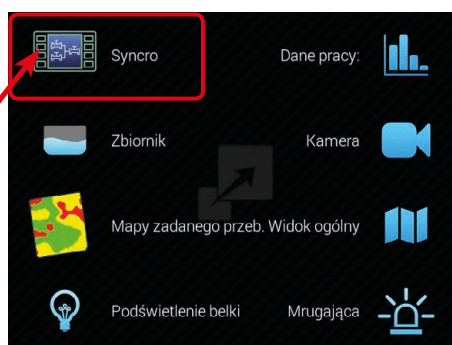 Syncro Dane pracy:
Zbiornik Kamera
Mapy zadanego przeb. Widok ogólny
Podświetlenie belki Mrugająca